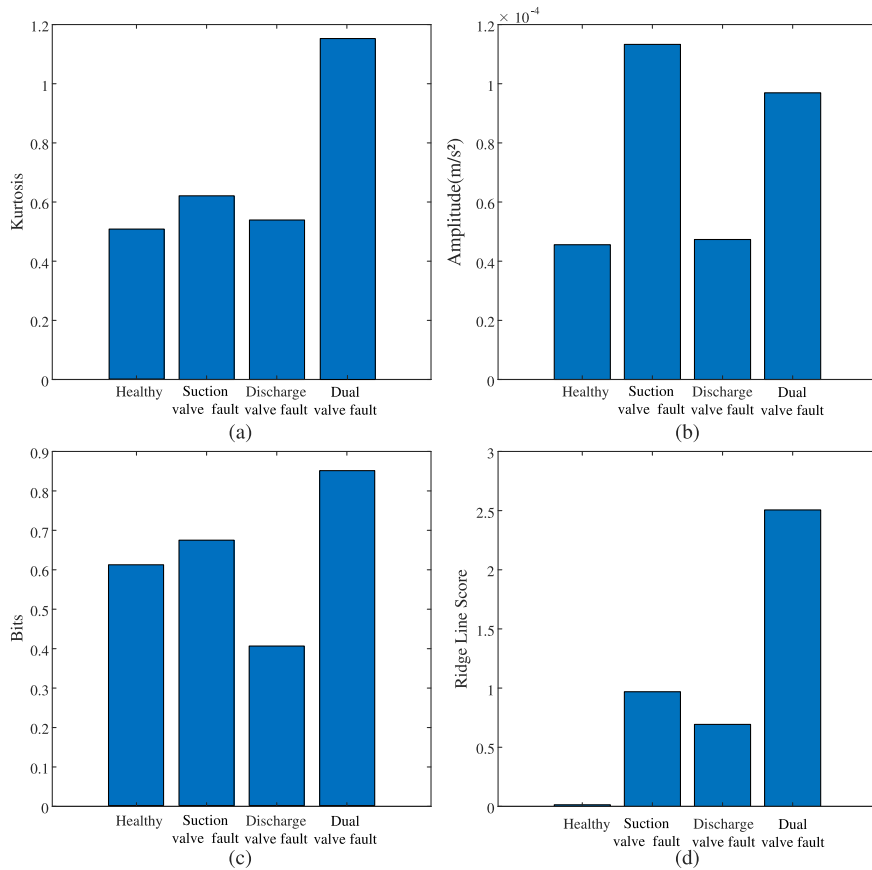 1.2
1
0.8
0.6
0.4
0.2
0
Kurtosis
Healthy
Suction
valve fault
Discharge
valve fault
Dual
valve fault
(a)
× 10⁻⁴
1.2
1
0.8
0.6
0.4
0.2
0
Amplitude(m/s²)
Healthy
Suction
valve fault
Discharge
valve fault
Dual
valve fault
(b)
0.9
0.8
0.7
0.6
0.5
0.4
0.3
0.2
0.1
0
Bits
Healthy
Suction
valve fault
Discharge
valve fault
Dual
valve fault
(c)
3
2.5
2
1.5
1
0.5
0
Ridge Line Score
Healthy
Suction
valve fault
Discharge
valve fault
Dual
valve fault
(d)